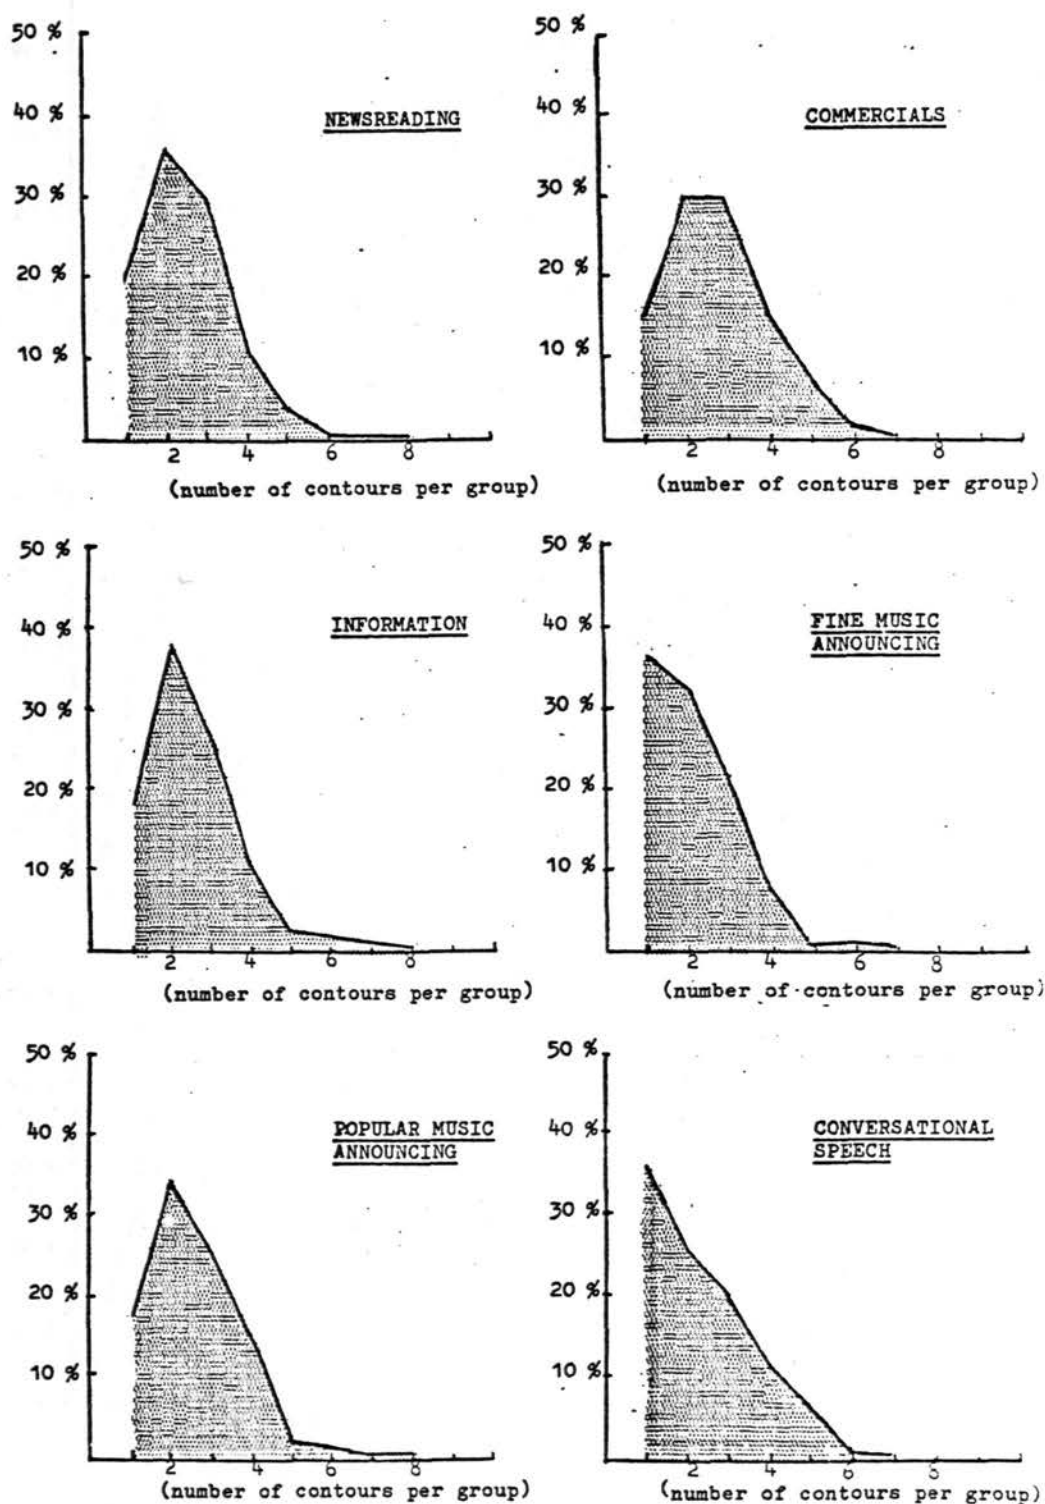 50 %
40 %
30 %
20 %
10 %
NEWSREADING
2 4 6 8
(number of contours per group)
50 %
40 %
30 %
20 %
10 %
COMMERCIALS
2 4 6 8
(number of contours per group)
50 %
40 %
30 %
20 %
10 %
INFORMATION
2 4 6 8
(number of contours per group)
50 %
40 %
30 %
20 %
10 %
FINE MUSIC
ANNOUNCING
2 4 6 8
(number of contours per group)
50 %
40 %
30 %
20 %
10 %
POPULAR MUSIC
ANNOUNCING
2 4 6 8
(number of contours per group)
50 %
40 %
30 %
20 %
10 %
CONVERSATIONAL
SPEECH
2 4 6 8
(number of contours per group)